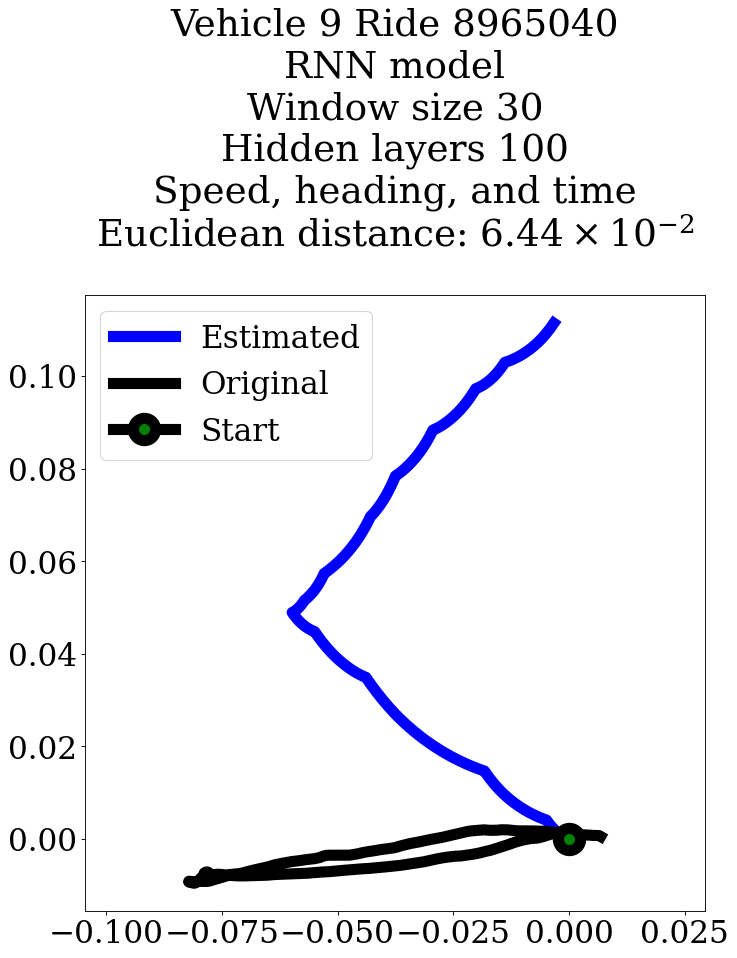 Vehicle 9 Ride 8965040
RNN model
Window size 30
Hidden layers 100
Speed, heading, and time
Euclidean distance: 6.44 × 10⁻²
Estimated
Original
Start
0.10
0.08
0.06
0.04
0.02
0.00
−0.100 −0.075 −0.050 −0.025 0.000 0.025